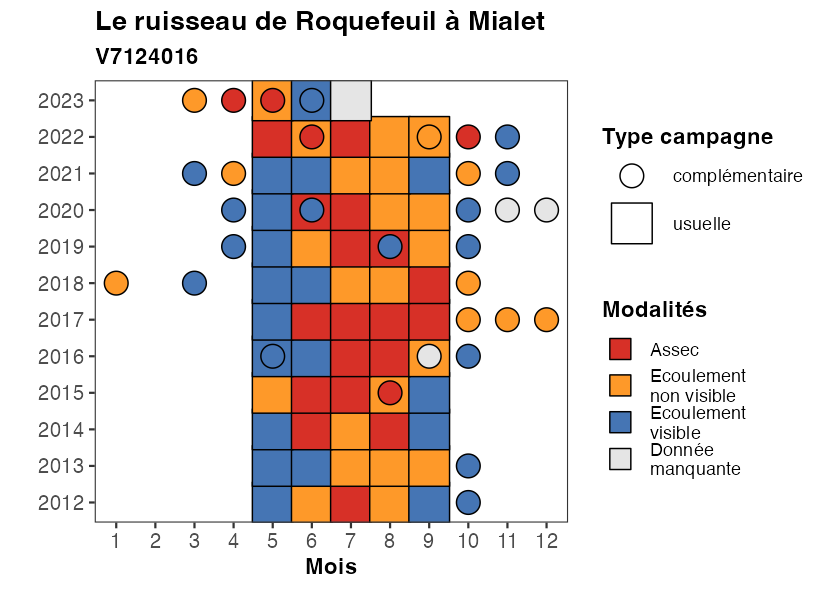 Le ruisseau de Roquefeuil à Mialet
V7124016
2023
2022
2021
2020
2019
2018
2017
2016
2015
2014
2013
2012
1 2 3 4 5 6 7 8 9 10 11 12
Mois
Type campagne
complémentaire
usuelle
Modalités
Assec
Ecoulement
non visible
Ecoulement
visible
Donnée
manquante